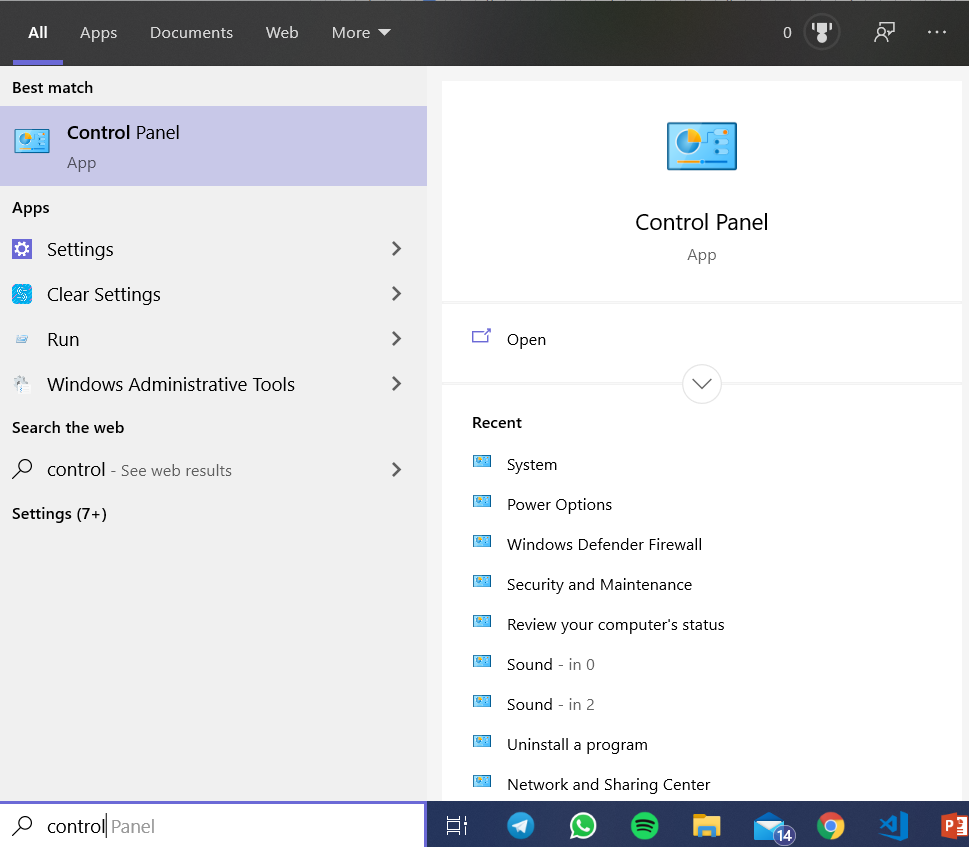 All Apps Documents Web More 0
Best match
Control Panel
App
Apps
Settings
Clear Settings
Run
Windows Administrative Tools
Search the web
control - See web results
Settings (7+)
Control Panel
App
Open
Recent
System
Power Options
Windows Defender Firewall
Security and Maintenance
Review your computer's status
Sound - in 0
Sound - in 2
Uninstall a program
Network and Sharing Center
control Panel
14
P